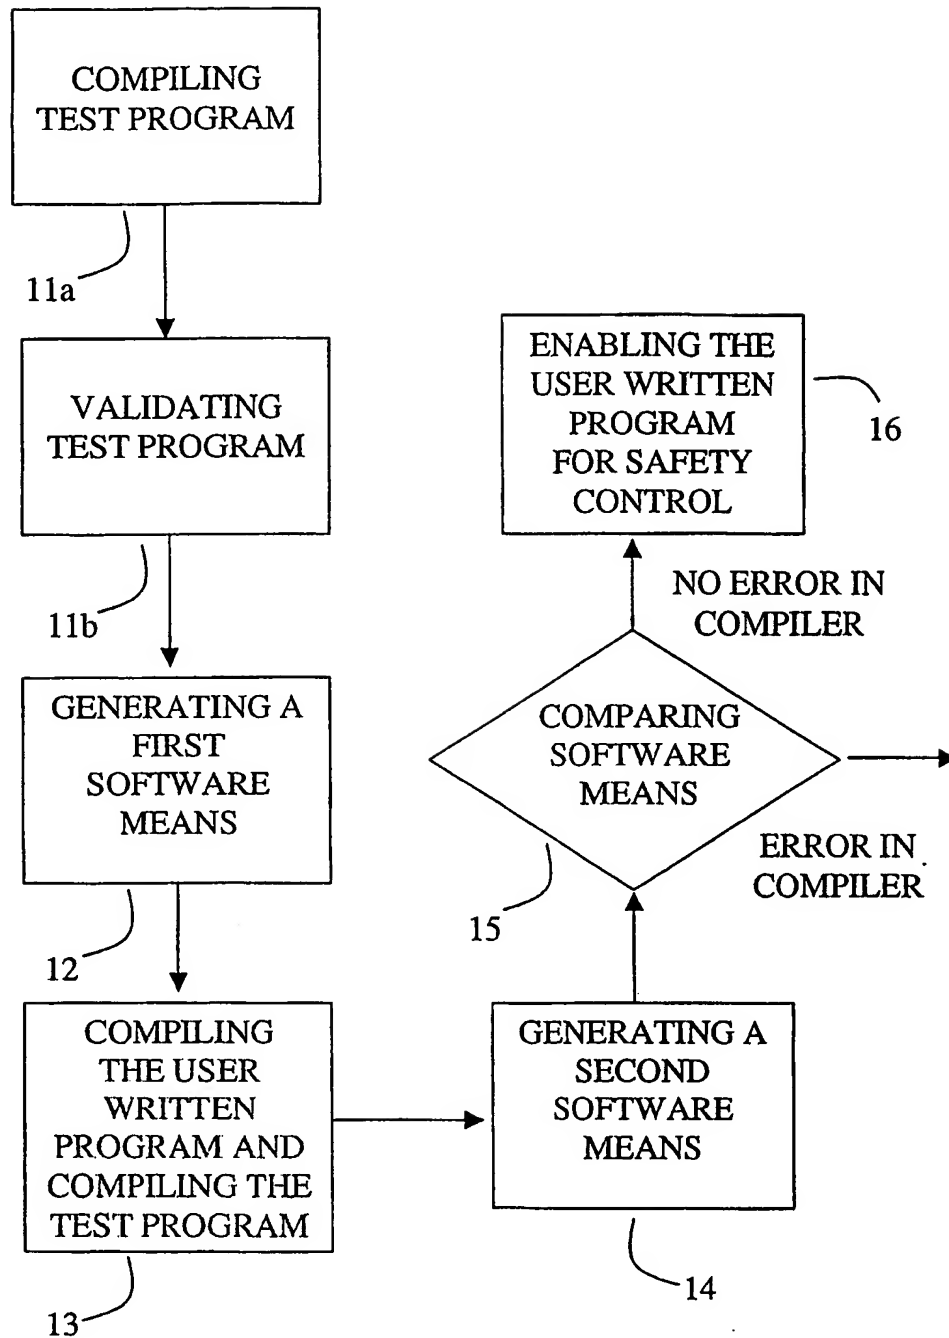 COMPILING
TEST PROGRAM
11a
VALIDATING
TEST PROGRAM
11b
GENERATING A
FIRST
SOFTWARE
MEANS
12
COMPILING
THE USER
WRITTEN
PROGRAM AND
COMPILING THE
TEST PROGRAM
13
GENERATING A
SECOND
SOFTWARE
MEANS
14
COMPARING
SOFTWARE
MEANS
15
ERROR IN
COMPILER
NO ERROR IN
COMPILER
ENABLING THE
USER WRITTEN
PROGRAM
FOR SAFETY
CONTROL
16